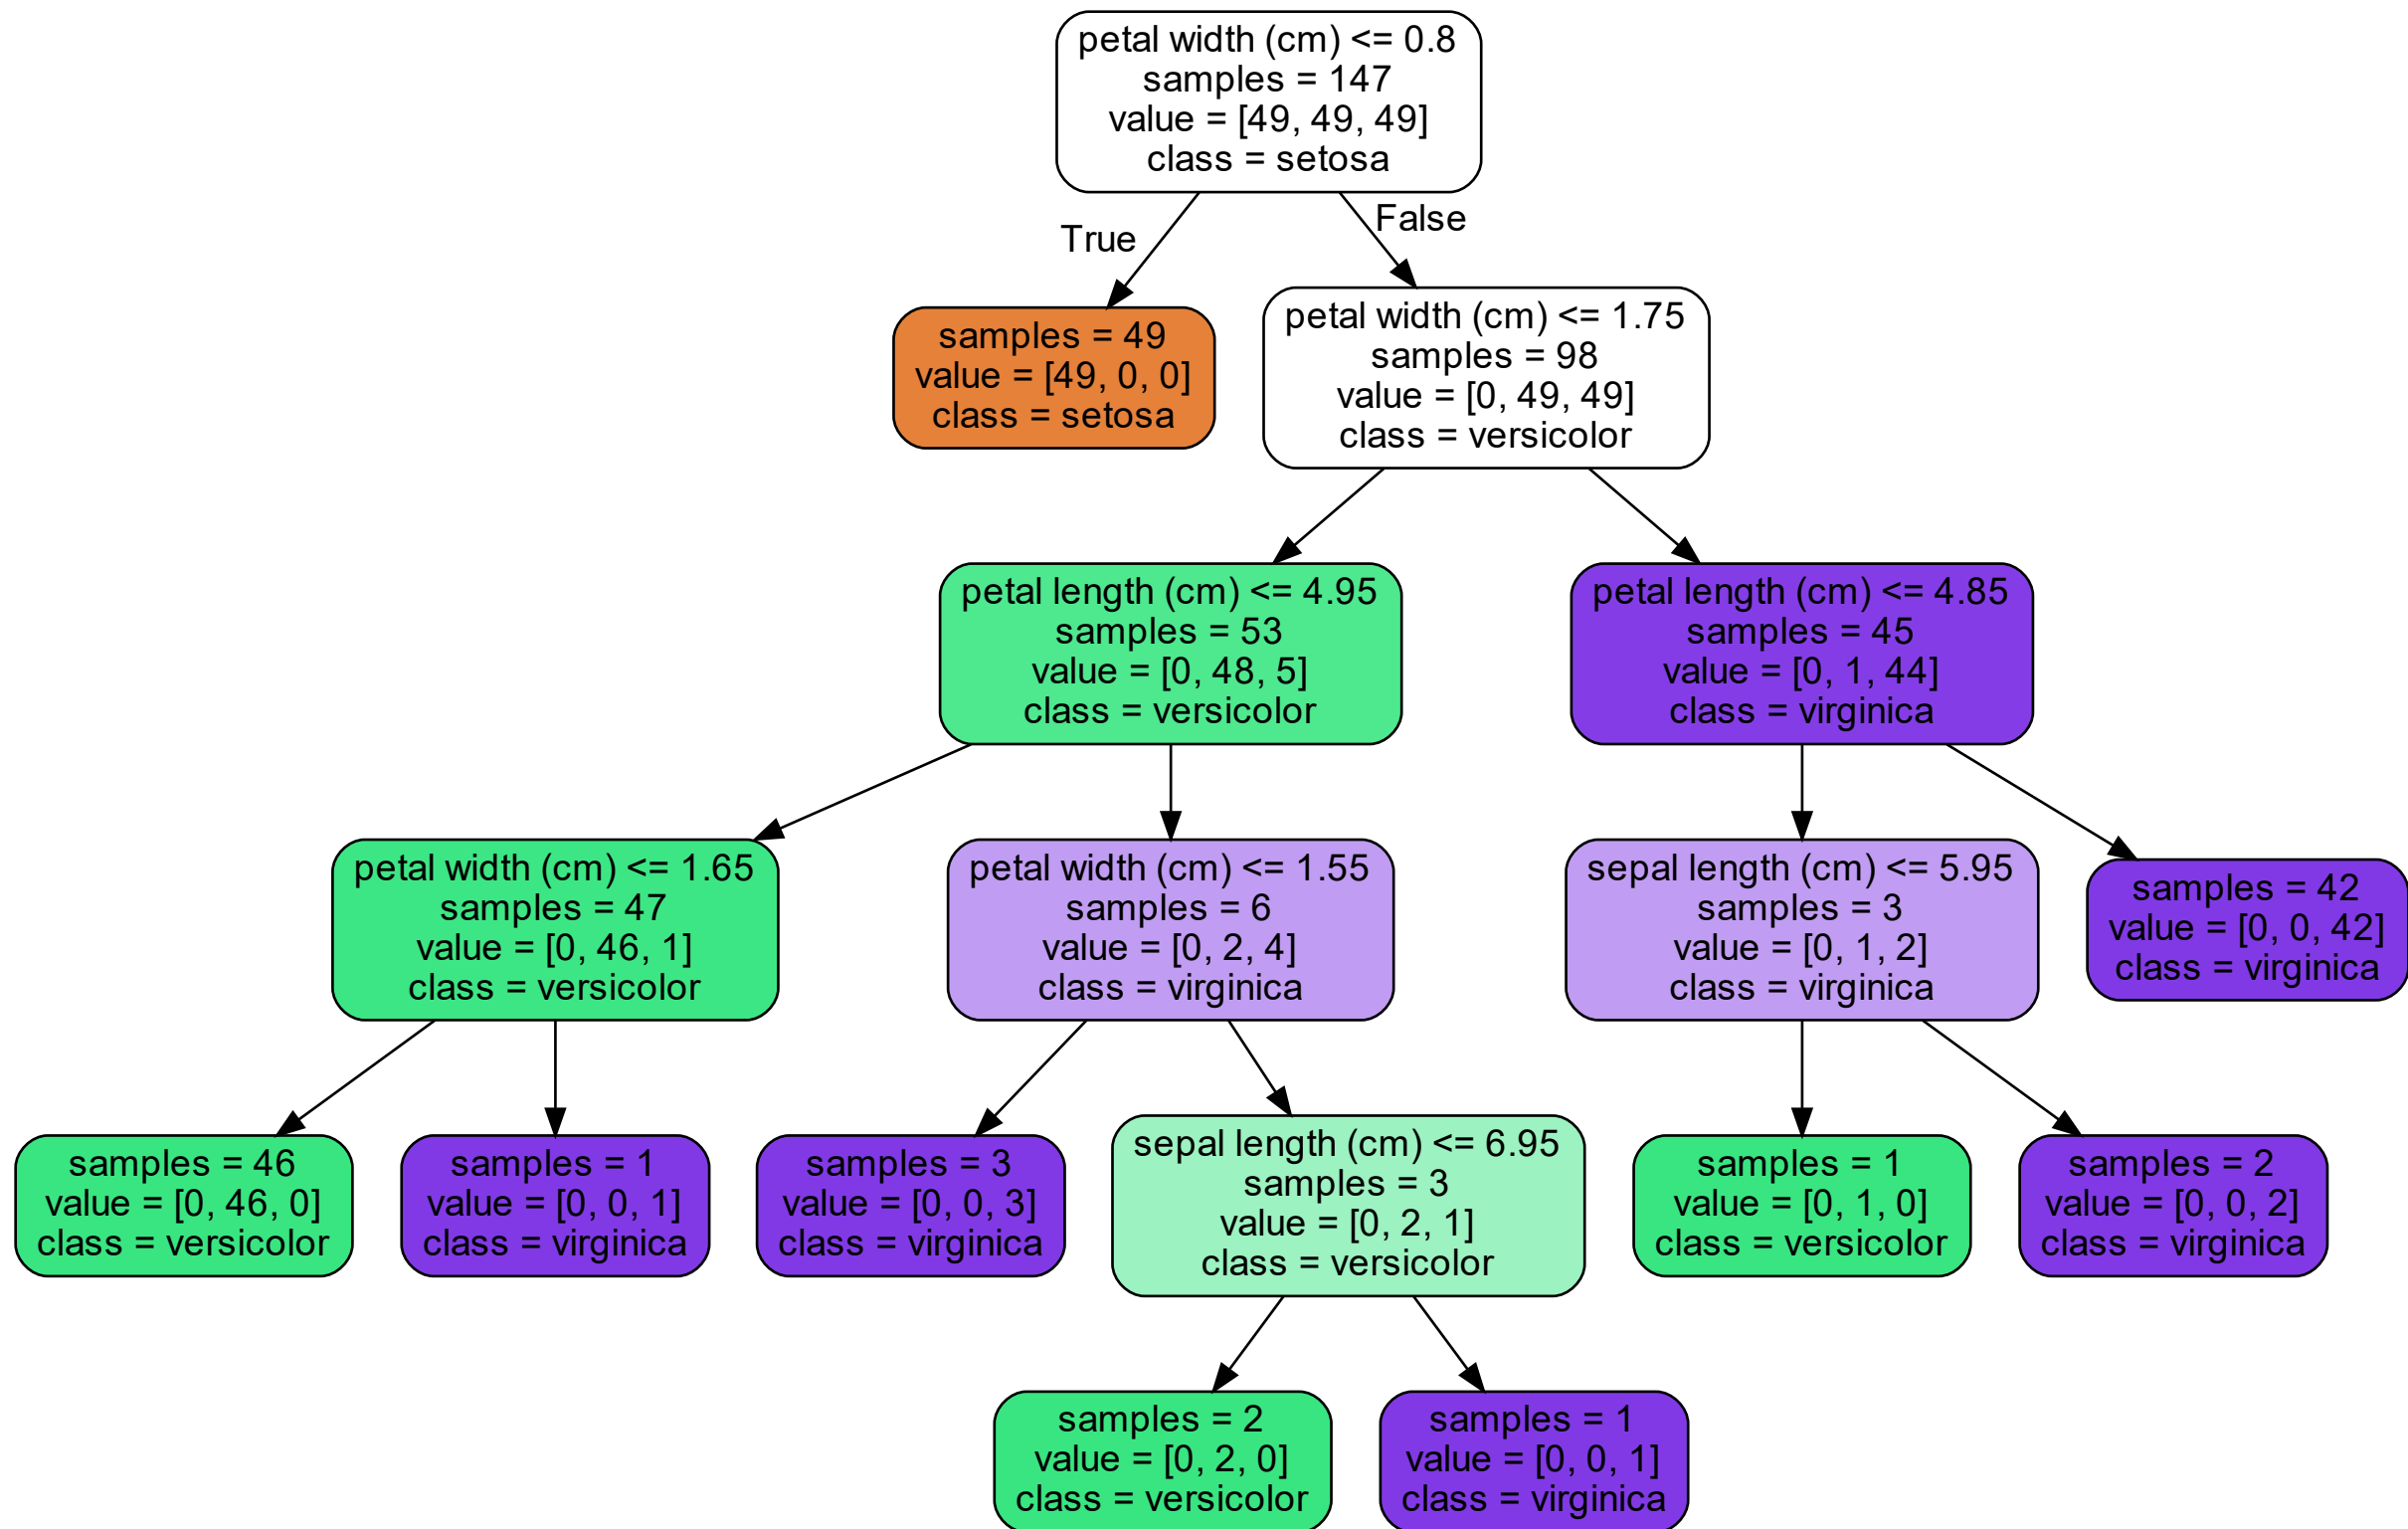 petal width (cm) <= 0.8
samples = 147
value = [49, 49, 49]
class = setosa
True
False
samples = 49
value = [49, 0, 0]
class = setosa
petal width (cm) <= 1.75
samples = 98
value = [0, 49, 49]
class = versicolor
petal length (cm) <= 4.95
samples = 53
value = [0, 48, 5]
class = versicolor
petal length (cm) <= 4.85
samples = 45
value = [0, 1, 44]
class = virginica
petal width (cm) <= 1.65
samples = 47
value = [0, 46, 1]
class = versicolor
petal width (cm) <= 1.55
samples = 6
value = [0, 2, 4]
class = virginica
sepal length (cm) <= 5.95
samples = 3
value = [0, 1, 2]
class = virginica
samples = 42
value = [0, 0, 42]
class = virginica
samples = 46
value = [0, 46, 0]
class = versicolor
samples = 1
value = [0, 0, 1]
class = virginica
samples = 3
value = [0, 0, 3]
class = virginica
sepal length (cm) <= 6.95
samples = 3
value = [0, 2, 1]
class = versicolor
samples = 1
value = [0, 1, 0]
class = versicolor
samples = 2
value = [0, 0, 2]
class = virginica
samples = 2
value = [0, 2, 0]
class = versicolor
samples = 1
value = [0, 0, 1]
class = virginica